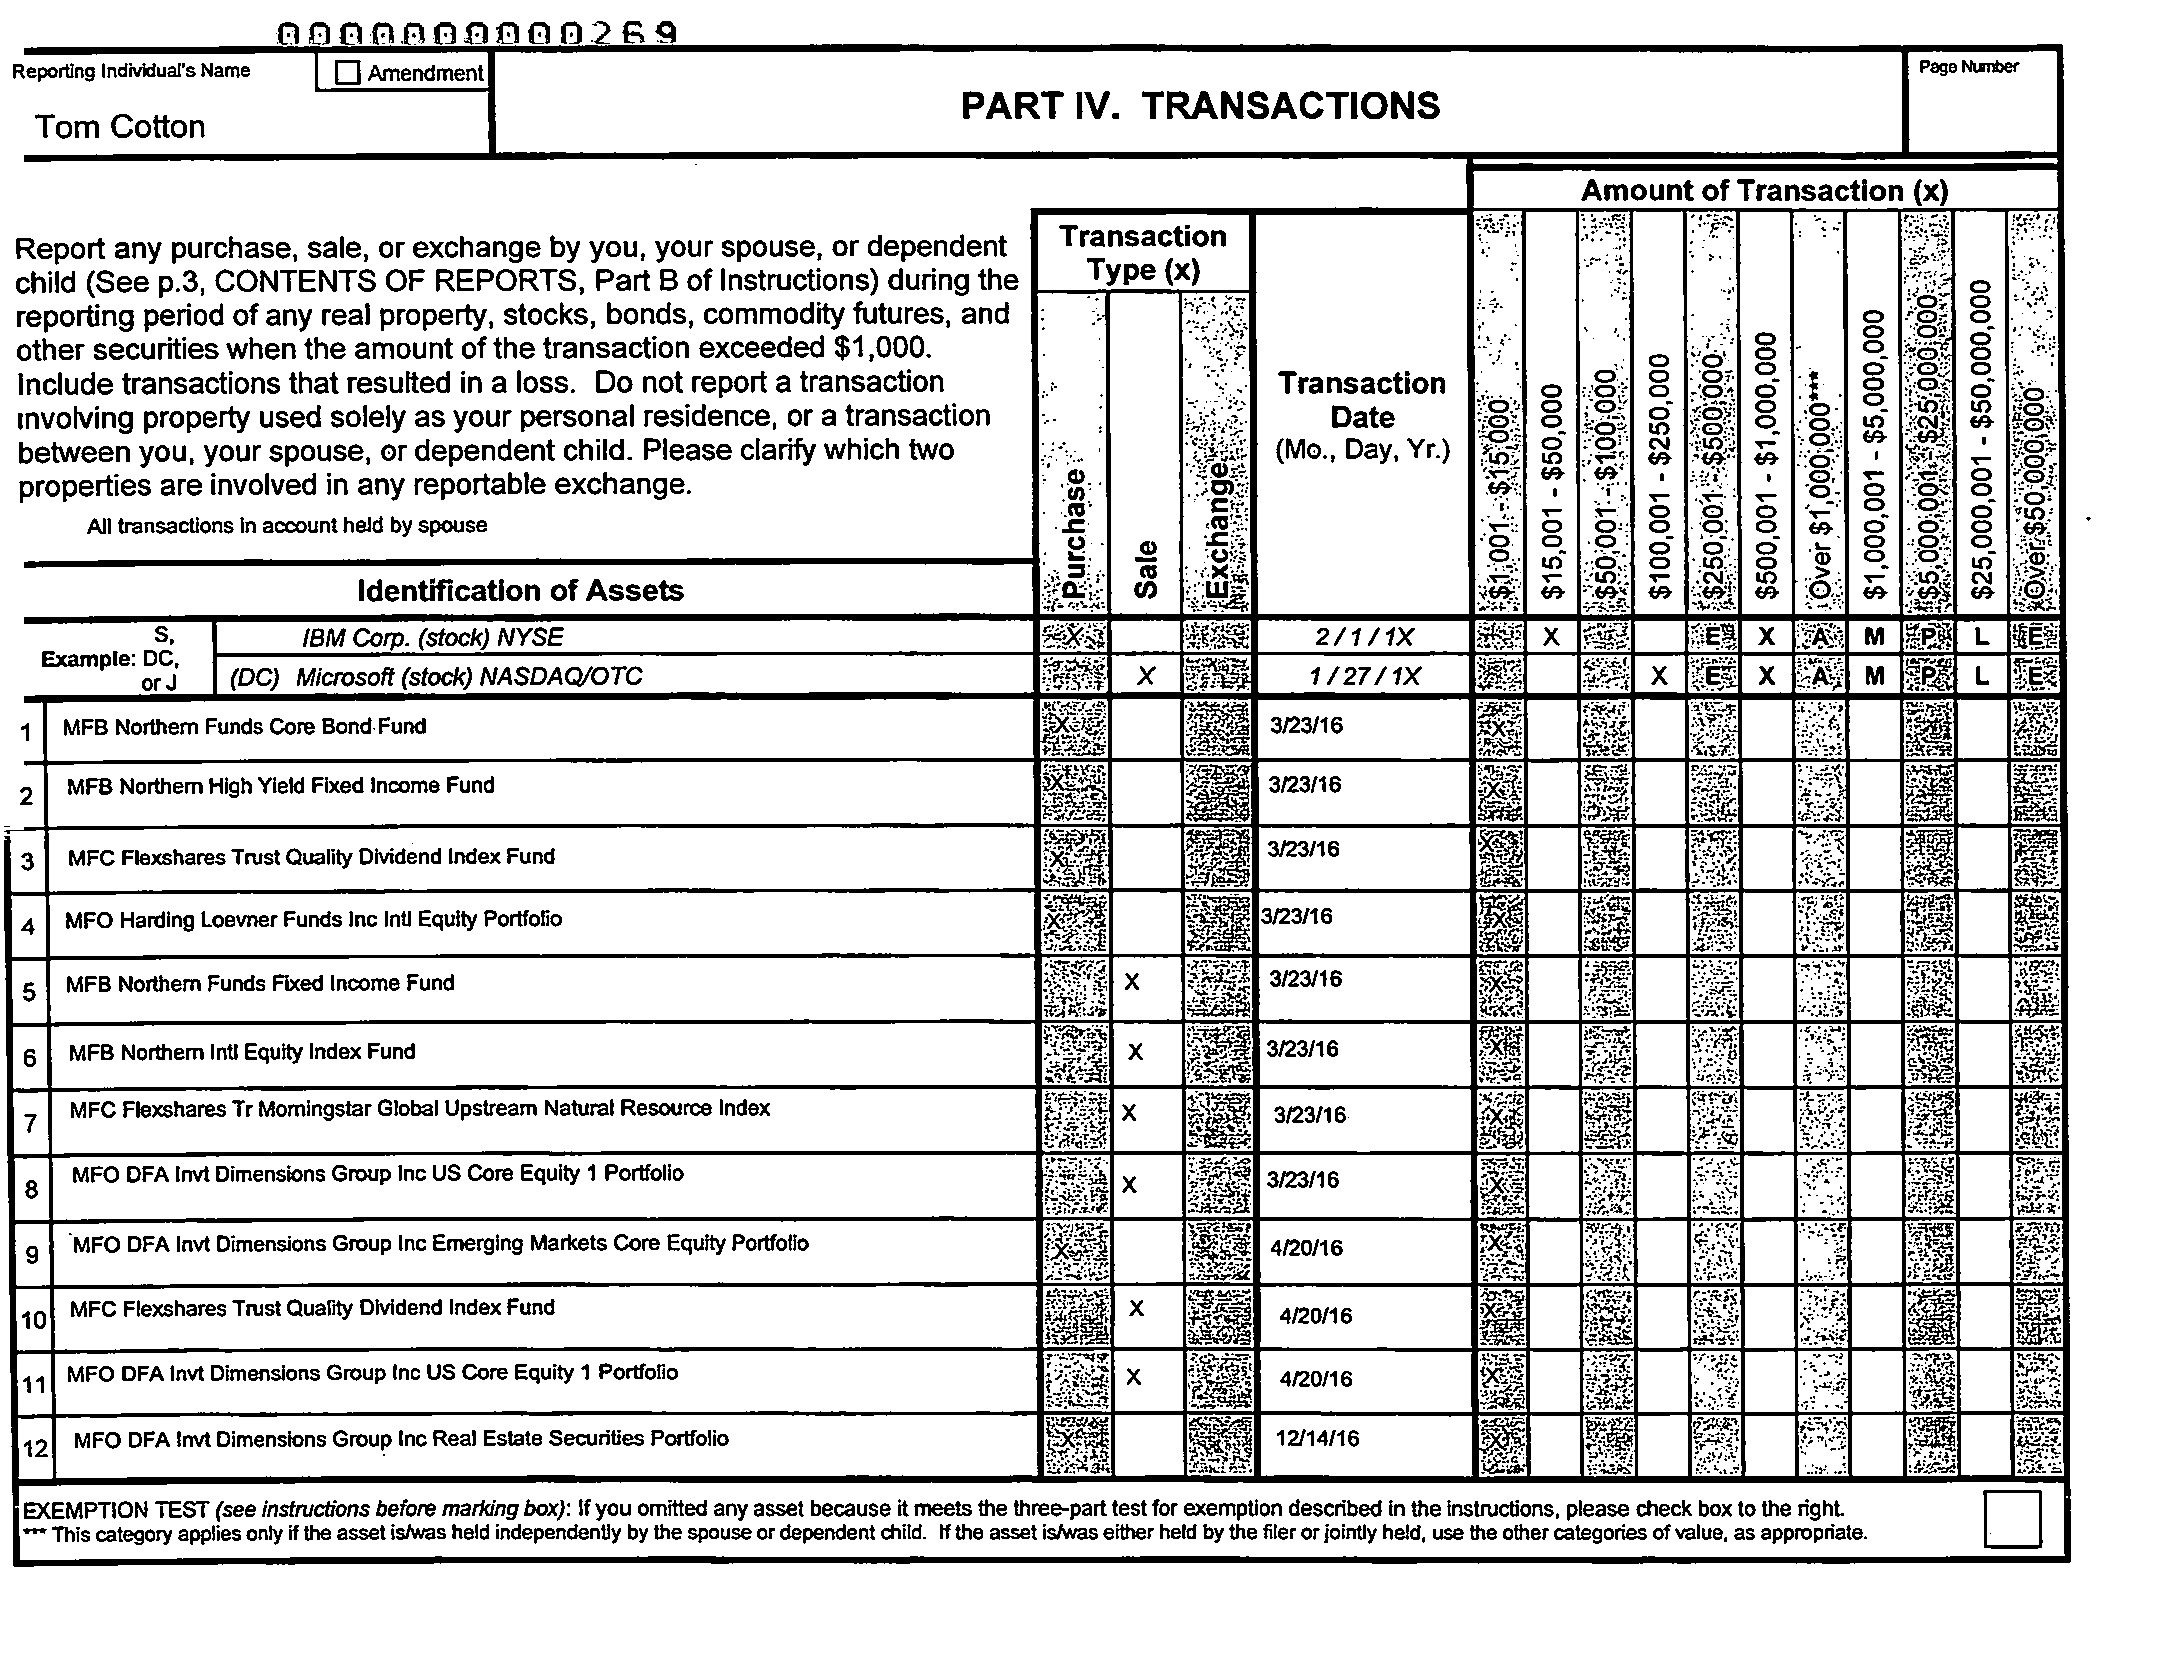 0000000000269
Reporting Individual's Name
Amendment
Tom Cotton
PART IV. TRANSACTIONS
Page Number
Amount of Transaction (x)
Report any purchase, sale, or exchange by you, your spouse, or dependent
child (See p.3, CONTENTS OF REPORTS, Part B of Instructions) during the
reporting period of any real property, stocks, bonds, commodity futures, and
other securities when the amount of the transaction exceeded $1,000.
Include transactions that resulted in a loss. Do not report a transaction
involving property used solely as your personal residence, or a transaction
between you, your spouse, or dependent child. Please clarify which two
properties are involved in any reportable exchange.
All transactions in account held by spouse
Identification of Assets
Transaction
Type (x)
Purchase
Sale
Exchange
Transaction
Date
(Mo., Day, Yr.)
$1,001 - $15,000
$15,001 - $50,000
$50,001 - $100,000
$100,001 - $250,000
$250,001 - $500,000
$500,001 - $1,000,000
Over $1,000,000***
$1,000,001 - $5,000,000
$5,000,001 - $25,000,000
$25,000,001 - $50,000,000
Over $50,000,000
Example: S, DC, or J
IBM Corp. (stock) NYSE X 2 / 1 / 1X X E X A M P L E
(DC) Microsoft (stock) NASDAQ/OTC X 1 / 27 / 1X X E X A M P L E
1 MFB Northern Funds Core Bond Fund X 3/23/16 X
2 MFB Northern High Yield Fixed Income Fund X 3/23/16 X
3 MFC Flexshares Trust Quality Dividend Index Fund X 3/23/16 X
4 MFO Harding Loevner Funds Inc Intl Equity Portfolio X 3/23/16 X
5 MFB Northern Funds Fixed Income Fund X 3/23/16 X
6 MFB Northern Intl Equity Index Fund X 3/23/16 X
7 MFC Flexshares Tr Morningstar Global Upstream Natural Resource Index X 3/23/16 X
8 MFO DFA Invt Dimensions Group Inc US Core Equity 1 Portfolio X 3/23/16 X
9 MFO DFA Invt Dimensions Group Inc Emerging Markets Core Equity Portfolio X 4/20/16 X
10 MFC Flexshares Trust Quality Dividend Index Fund X 4/20/16 X
11 MFO DFA Invt Dimensions Group Inc US Core Equity 1 Portfolio X 4/20/16 X
12 MFO DFA Invt Dimensions Group Inc Real Estate Securities Portfolio X 12/14/16 X
EXEMPTION TEST (see instructions before marking box): If you omitted any asset because it meets the three-part test for exemption described in the instructions, please check box to the right.
*** This category applies only if the asset is/was held independently by the spouse or dependent child. If the asset is/was either held by the filer or jointly held, use the other categories of value, as appropriate.